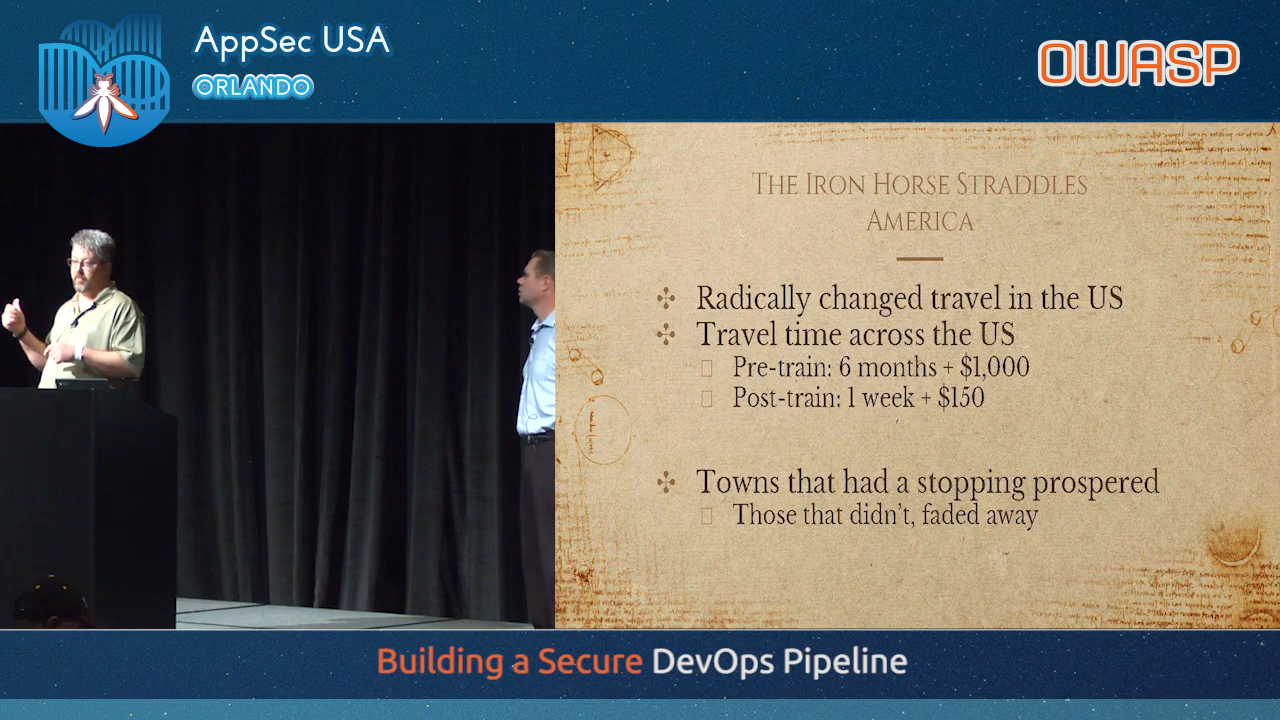 AppSec USA
ORLANDO
OWASP
THE IRON HORSE STRADDLES
AMERICA
Radically changed travel in the US
Travel time across the US
Pre-train: 6 months + $1,000
Post-train: 1 week + $150
Towns that had a stopping prospered
Those that didn't, faded away
Building a Secure DevOps Pipeline